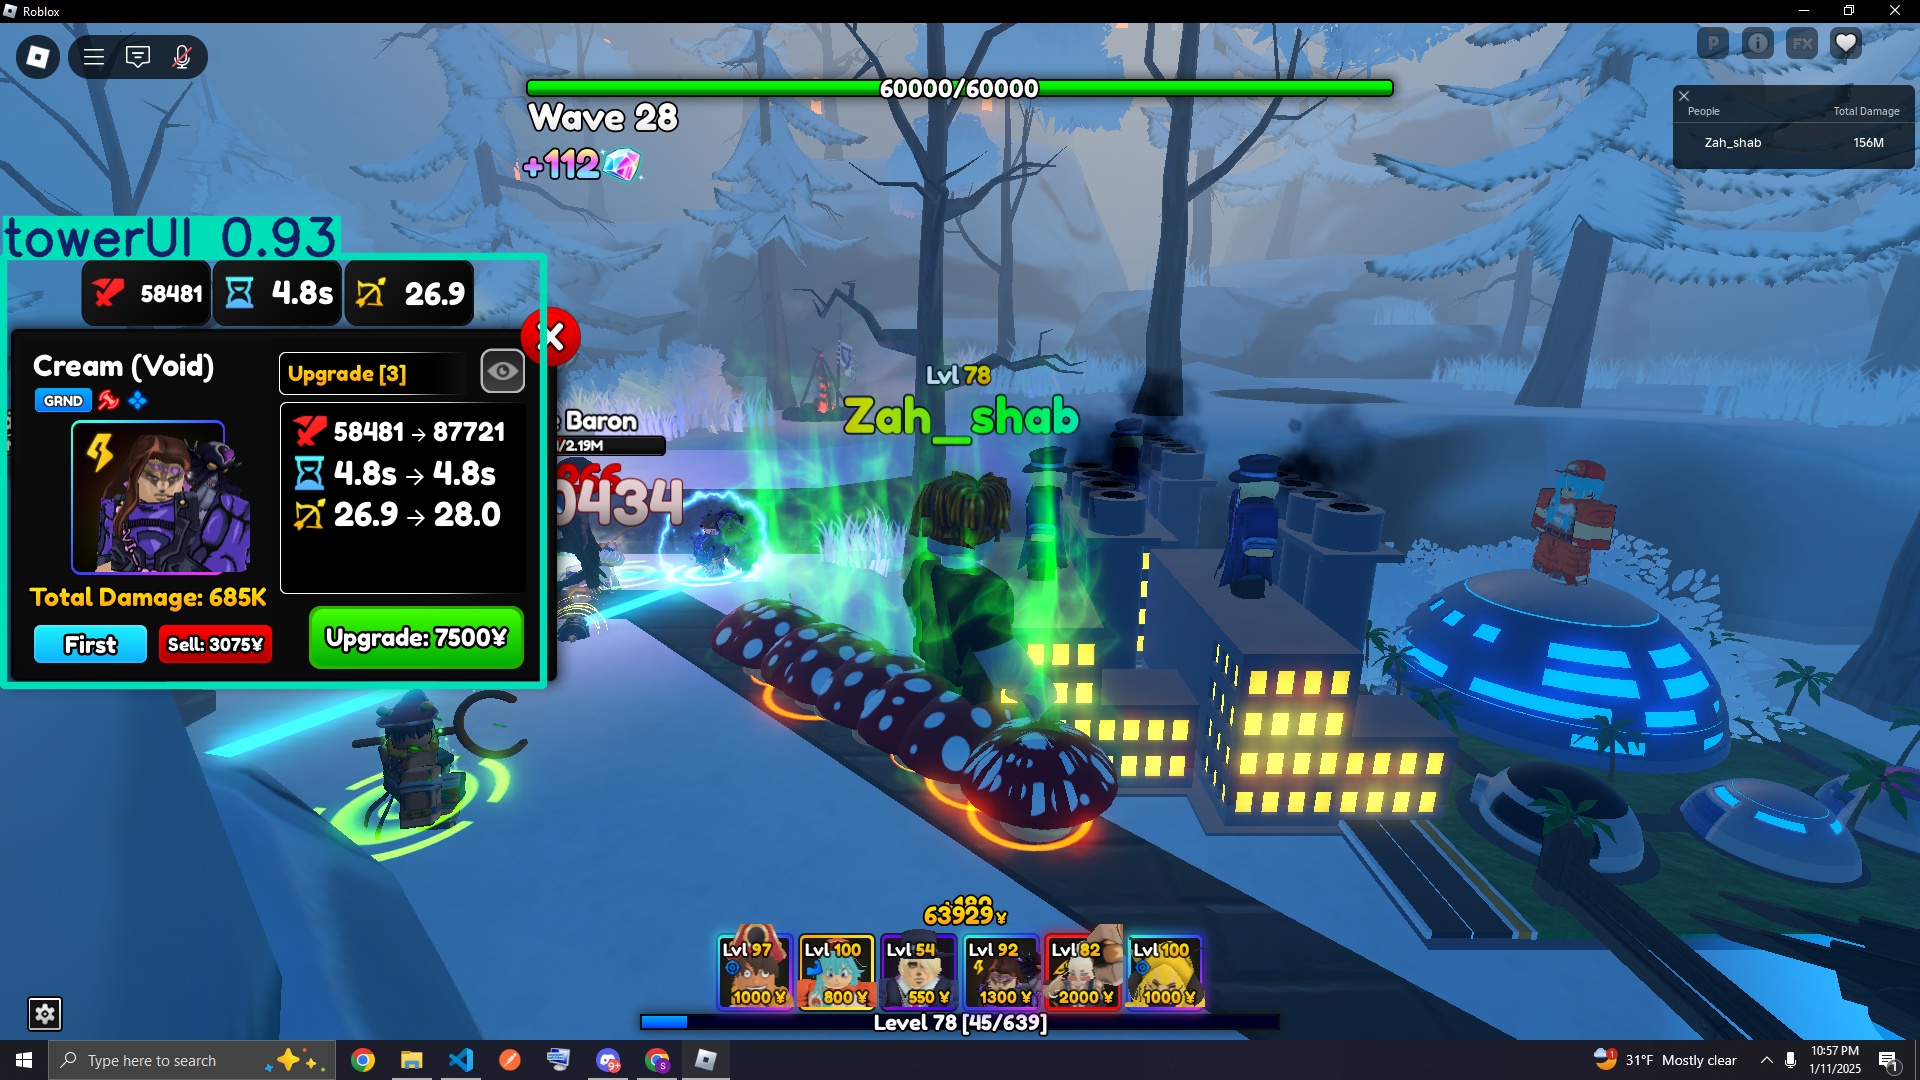 Roblox
60000/60000
Wave 28
+112
People Total Damage
Zah_shab 156M
towerUI 0.93
58481 4.8s 26.9
Cream (Void)
GRND
Upgrade [3]
58481 → 87721
4.8s → 4.8s
26.9 → 28.0
Total Damage: 685K
First
Sell: 3075¥
Upgrade: 7500¥
Baron
/2.19M
0434
Lvl 78
Zah_shab
63929¥
Lvl 97 Lvl 100 Lvl 54 Lvl 92 Lvl 82 Lvl 100
1000 ¥ 800 ¥ 550 ¥ 1300 ¥ 2000 ¥ 1000 ¥
Level 78 [45/639]
P i FX
Type here to search
31°F Mostly clear
10:57 PM
1/11/2025